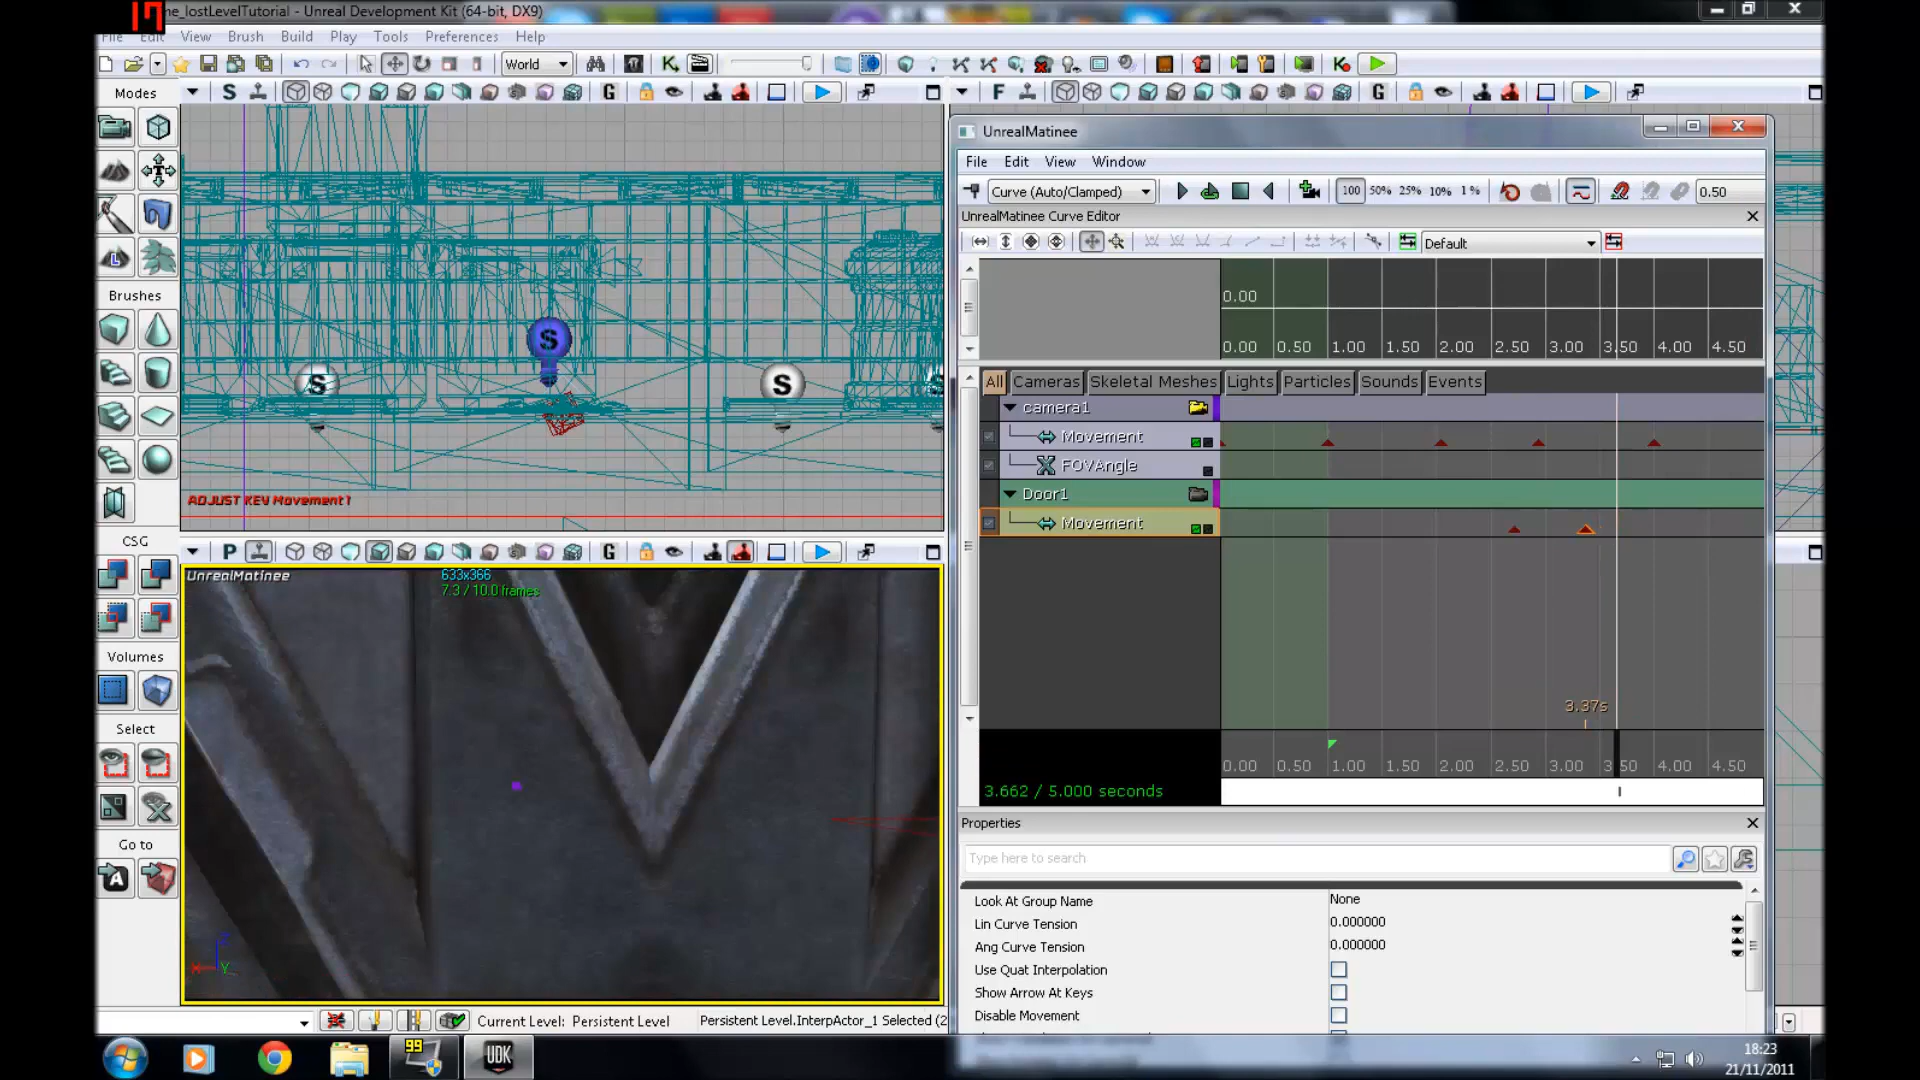 17
ne_lostLevelTutorial - Unreal Development Kit (64-bit, DX9)
File Edit View Brush Build Play Tools Preferences Help
World
Modes
S G
F G
Brushes
CSG
Volumes
Select
Go to
S
S
S
ADJUST KEY Movement1
P G
UnrealMatinee
633x366
7.3 / 10.0 frames
Z
X
Y
UnrealMatinee
File Edit View Window
Curve (Auto/Clamped)
100 50% 25% 10% 1 %
0.50
UnrealMatinee Curve Editor
Default
0.00
0.00 0.50 1.00 1.50 2.00 2.50 3.00 3.50 4.00 4.50
All Cameras Skeletal Meshes Lights Particles Sounds Events
camera1
Movement
FOVAngle
Door1
Movement
3.37s
0.00 0.50 1.00 1.50 2.00 2.50 3.00 3.50 4.00 4.50
3.662 / 5.000 seconds
Properties
Type here to search
Look At Group Name None
Lin Curve Tension 0.000000
Ang Curve Tension 0.000000
Use Quat Interpolation
Show Arrow At Keys
Disable Movement
Current Level: Persistent Level
Persistent Level.InterpActor_1 Selected (2
99
UDK
18:23
21/11/2011